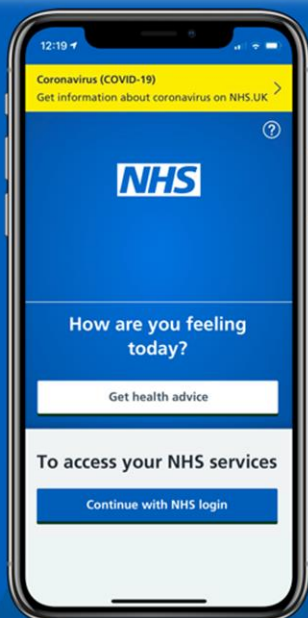 12:19
Coronavirus (COVID-19)
Get information about coronavirus on NHS.UK
NHS
How are you feeling
today?
Get health advice
To access your NHS services
Continue with NHS login